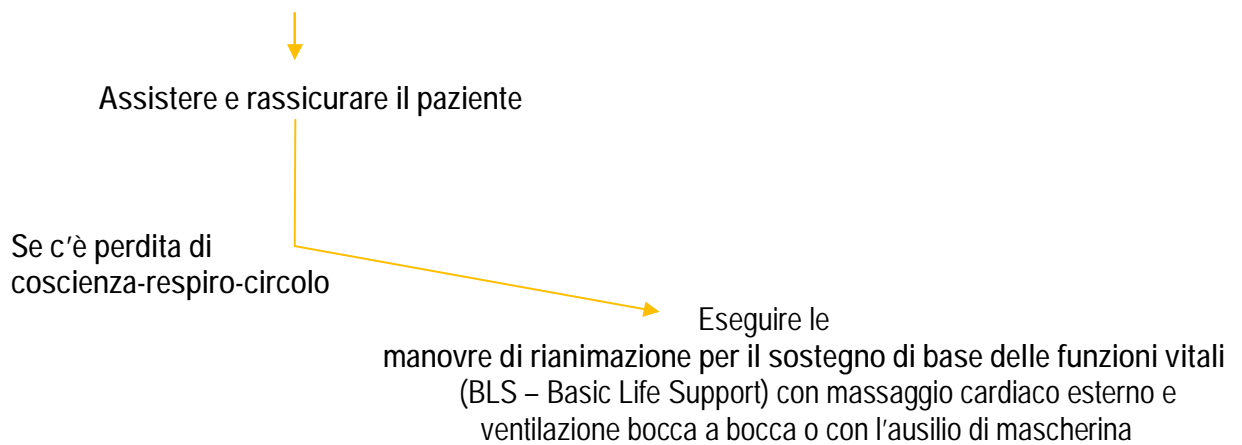 Assistere e rassicurare il paziente
Se c’è perdita di
coscienza-respiro-circolo
Eseguire le
manovre di rianimazione per il sostegno di base delle funzioni vitali
(BLS – Basic Life Support) con massaggio cardiaco esterno e
ventilazione bocca a bocca o con l’ausilio di mascherina